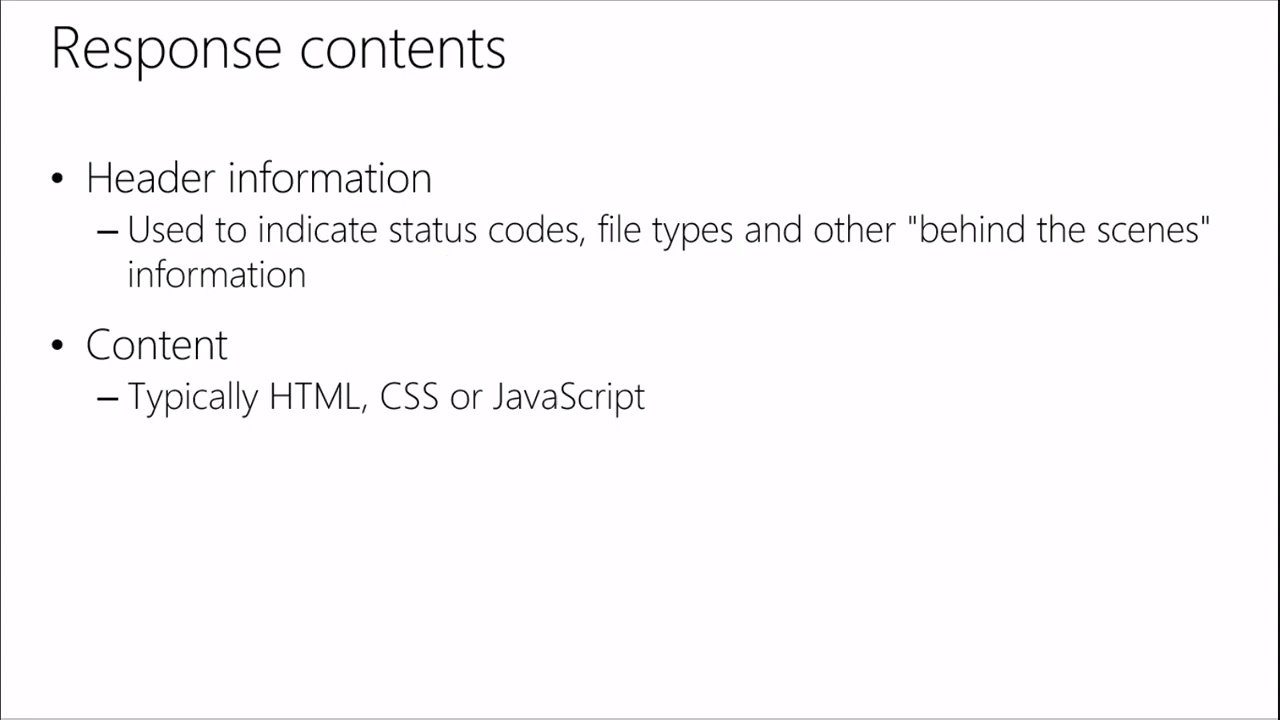 Response contents
• Header information
– Used to indicate status codes, file types and other "behind the scenes"
information
• Content
– Typically HTML, CSS or JavaScript